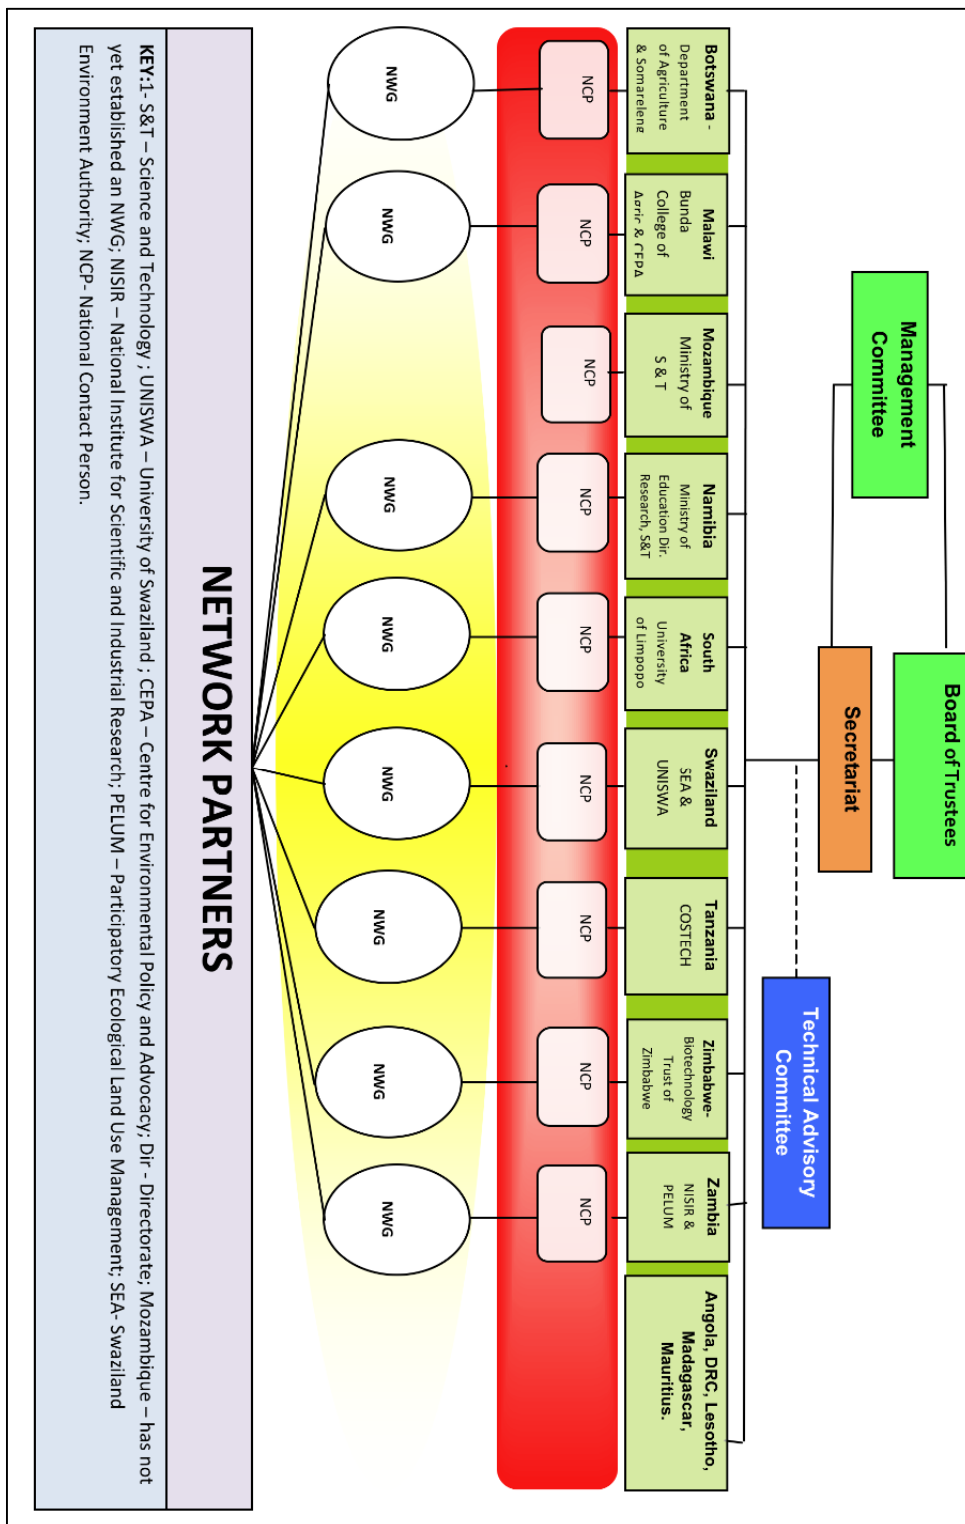 Board of Trustees
Management
Committee
Secretariat
Technical Advisory
Committee
Botswana -
Department
of Agriculture
& Somareleng
Malawi
Bunda
College of
Agric & CEPA
Mozambique
Ministry of
S & T
Namibia
Ministry of
Education Dir.
Research, S&T
South
Africa
University
of Limpopo
Swaziland
SEA &
UNISWA
Tanzania
COSTECH
Zimbabwe-
Biotechnology
Trust of
Zimbabwe
Zambia
NISIR &
PELUM
Angola, DRC, Lesotho,
Madagascar,
Mauritius.
NCP
NCP
NCP
NCP
NCP
NCP
NCP
NCP
NCP
NWG
NWG
NWG
NWG
NWG
NWG
NWG
NWG
NETWORK PARTNERS
KEY:1- S&T – Science and Technology ; UNISWA – University of Swaziland ; CEPA – Centre for Environmental Policy and Advocacy; Dir - Directorate; Mozambique – has not
yet established an NWG; NISIR – National Institute for Scientific and Industrial Research; PELUM – Participatory Ecological Land Use Management; SEA- Swaziland
Environment Authority; NCP- National Contact Person.